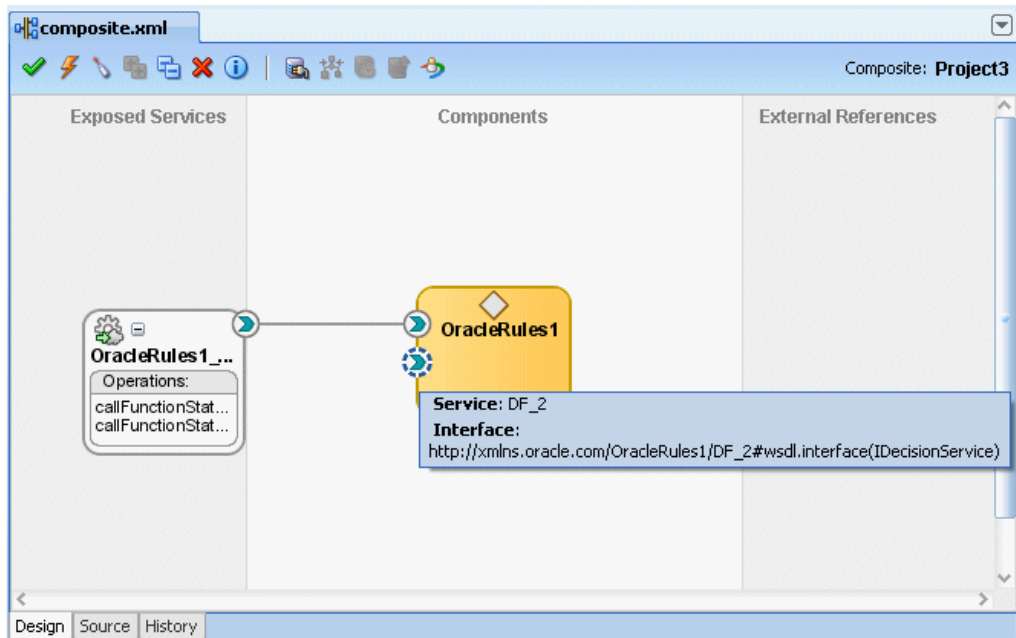 composite.xml
Composite: Project3
Exposed Services
Components
External References
OracleRules1_...
Operations:
callFunctionStat...
callFunctionStat...
OracleRules1
Service: DF_2
Interface:
http://xmlns.oracle.com/OracleRules1/DF_2#wsdl.interface(IDecisionService)
Design Source History